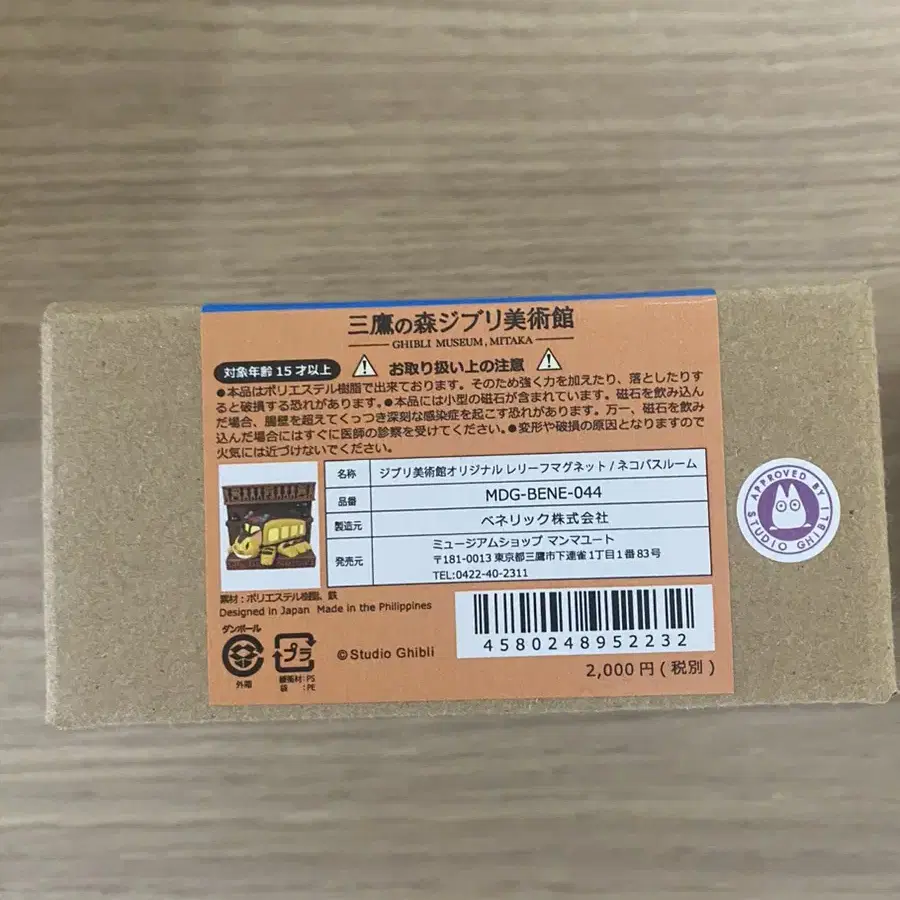 三鷹の森ジブリ美術館
GHIBLI MUSEUM, MITAKA
対象年齢15才以上
お取り扱い上の注意
●本品はポリエステル樹脂で出来ております。そのため強く力を加えたり、落としたりす
ると破損する恐れがあります。●本品には小型の磁石が含まれています。磁石を飲み込ん
だ場合、腸壁を超えてくっつき深刻な感染症を起こす恐れがあります。万一、磁石を飲み
込んだ場合にはすぐに医師の診察を受けてください。●変形や破損の原因となりますので
火気には近づけないでください。
名称 ジブリ美術館オリジナル レリーフマグネット / ネコバスルーム
品番 MDG-BENE-044
製造元 ベネリック株式会社
発売元 ミュージアムショップ マンマユート
〒181-0013 東京都三鷹市下連雀1丁目1番83号
TEL:0422-40-2311
素材:ポリエステル樹脂、鉄
Designed in Japan Made in the Philippines
ダンボール
外箱
プラ
緩衝材:PS
袋 :PE
©Studio Ghibli
4580248952232
2,000円(税別)
APPROVED BY
STUDIO GHIBLI